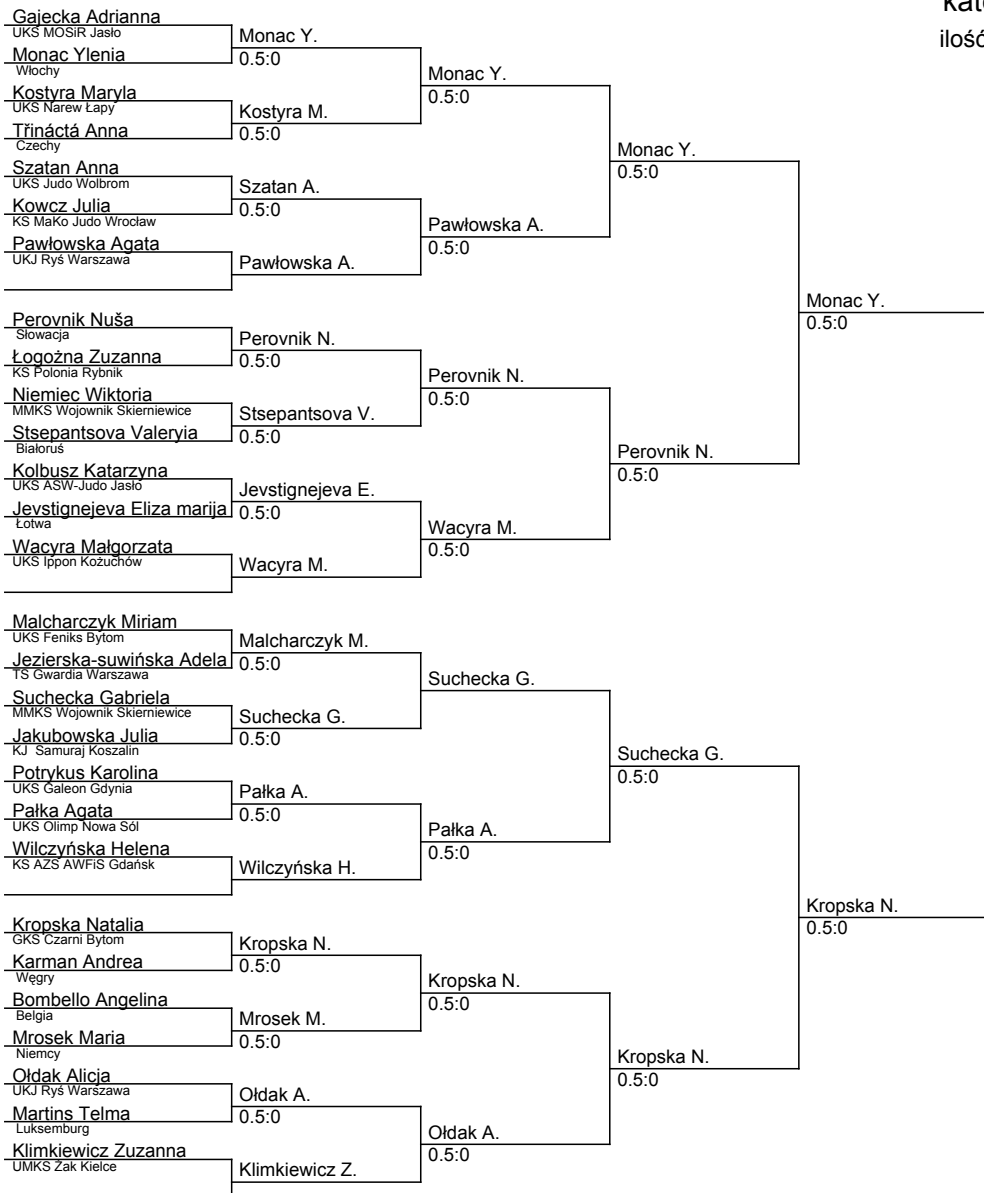 Gajecka Adrianna
UKS MOSiR Jasło
Monac Ylenia
Włochy
Kostyra Maryla
UKS Narew Łapy
Třináctá Anna
Czechy
Szatan Anna
UKS Judo Wolbrom
Kowcz Julia
KS MaKo Judo Wrocław
Pawłowska Agata
UKJ Ryś Warszawa
Perovnik Nuša
Słowacja
Łogożna Zuzanna
KS Polonia Rybnik
Niemiec Wiktoria
MMKS Wojownik Skierniewice
Stsepantsova Valeryia
Białoruś
Kolbusz Katarzyna
UKS ASW-Judo Jasło
Jevstignejeva Eliza marija
Łotwa
Wacyra Małgorzata
UKS Ippon Kożuchów
Malcharczyk Miriam
UKS Feniks Bytom
Jezierska-suwińska Adela
TS Gwardia Warszawa
Suchecka Gabriela
MMKS Wojownik Skierniewice
Jakubowska Julia
KJ Samuraj Koszalin
Potrykus Karolina
UKS Galeon Gdynia
Pałka Agata
UKS Olimp Nowa Sól
Wilczyńska Helena
KS AZS AWFiS Gdańsk
Kropska Natalia
GKS Czarni Bytom
Karman Andrea
Węgry
Bombello Angelina
Belgia
Mrosek Maria
Niemcy
Ołdak Alicja
UKJ Ryś Warszawa
Martins Telma
Luksemburg
Klimkiewicz Zuzanna
UMKS Żak Kielce
Monac Y.
0.5:0
Kostyra M.
0.5:0
Szatan A.
0.5:0
Pawłowska A.
Perovnik N.
0.5:0
Stsepantsova V.
0.5:0
Jevstignejeva E.
0.5:0
Wacyra M.
Malcharczyk M.
0.5:0
Suchecka G.
0.5:0
Pałka A.
0.5:0
Wilczyńska H.
Kropska N.
0.5:0
Mrosek M.
0.5:0
Ołdak A.
0.5:0
Klimkiewicz Z.
Monac Y.
0.5:0
Pawłowska A.
0.5:0
Perovnik N.
0.5:0
Wacyra M.
0.5:0
Suchecka G.
Pałka A.
0.5:0
Kropska N.
0.5:0
Ołdak A.
0.5:0
Monac Y.
0.5:0
Perovnik N.
0.5:0
Suchecka G.
0.5:0
Kropska N.
0.5:0
Monac Y.
0.5:0
Kropska N.
0.5:0